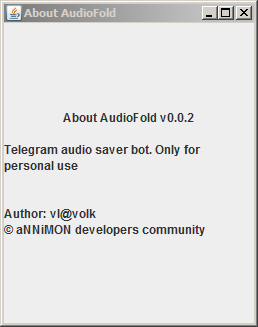 About AudioFold
About AudioFold v0.0.2
Telegram audio saver bot. Only for
personal use
Author: vl@volk
© aNNiMON developers community